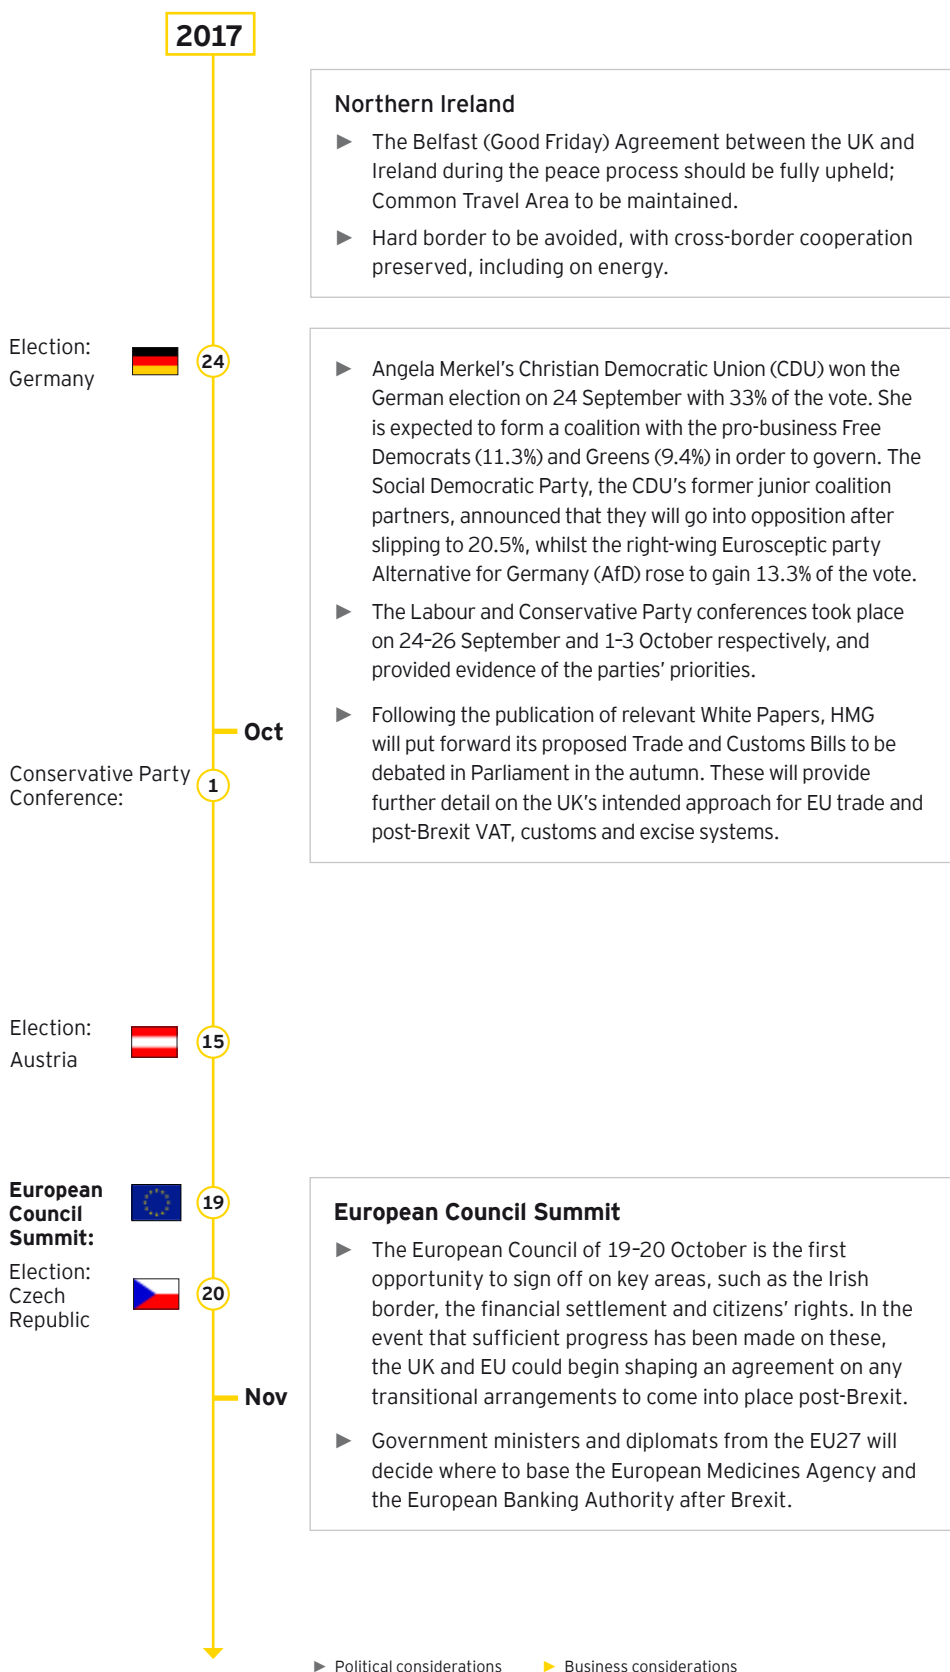 2017
Northern Ireland
► The Belfast (Good Friday) Agreement between the UK and
Ireland during the peace process should be fully upheld;
Common Travel Area to be maintained.
► Hard border to be avoided, with cross-border cooperation
preserved, including on energy.
Election:
Germany
24
► Angela Merkel’s Christian Democratic Union (CDU) won the
German election on 24 September with 33% of the vote. She
is expected to form a coalition with the pro-business Free
Democrats (11.3%) and Greens (9.4%) in order to govern. The
Social Democratic Party, the CDU’s former junior coalition
partners, announced that they will go into opposition after
slipping to 20.5%, whilst the right-wing Eurosceptic party
Alternative for Germany (AfD) rose to gain 13.3% of the vote.
► The Labour and Conservative Party conferences took place
on 24–26 September and 1–3 October respectively, and
provided evidence of the parties’ priorities.
► Following the publication of relevant White Papers, HMG
will put forward its proposed Trade and Customs Bills to be
debated in Parliament in the autumn. These will provide
further detail on the UK’s intended approach for EU trade and
post-Brexit VAT, customs and excise systems.
Oct
Conservative Party
Conference:
1
Election:
Austria
15
European
Council
Summit:
19
Election:
Czech
Republic
20
European Council Summit
► The European Council of 19–20 October is the first
opportunity to sign off on key areas, such as the Irish
border, the financial settlement and citizens’ rights. In the
event that sufficient progress has been made on these,
the UK and EU could begin shaping an agreement on any
transitional arrangements to come into place post-Brexit.
► Government ministers and diplomats from the EU27 will
decide where to base the European Medicines Agency and
the European Banking Authority after Brexit.
Nov
► Political considerations ► Business considerations